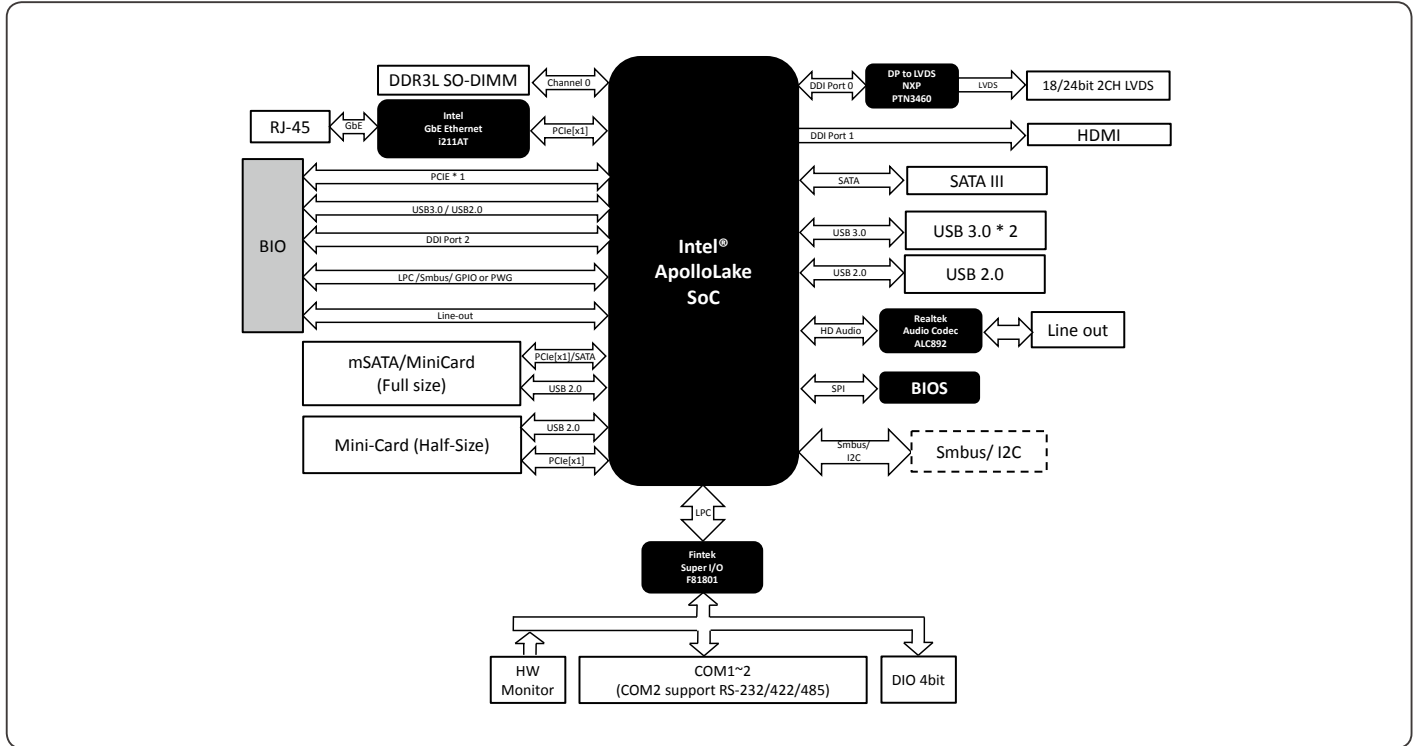 DDR3L SO-DIMM
Channel 0
RJ-45
GbE
Intel
GbE Ethernet
i211AT
PCIe[x1]
BIO
PCIE * 1
USB3.0 / USB2.0
DDI Port 2
LPC /Smbus/ GPIO or PWG
Line-out
mSATA/MiniCard
(Full size)
PCIe[x1]/SATA
USB 2.0
Mini-Card (Half-Size)
USB 2.0
PCIe[x1]
Intel®
ApolloLake
SoC
DDI Port 0
DP to LVDS
NXP
PTN3460
LVDS
18/24bit 2CH LVDS
DDI Port 1
HDMI
SATA
SATA III
USB 3.0
USB 3.0 * 2
USB 2.0
USB 2.0
HD Audio
Realtek
Audio Codec
ALC892
Line out
SPI
BIOS
Smbus/
I2C
Smbus/ I2C
LPC
Fintek
Super I/O
F81801
HW
Monitor
COM1~2
(COM2 support RS-232/422/485)
DIO 4bit